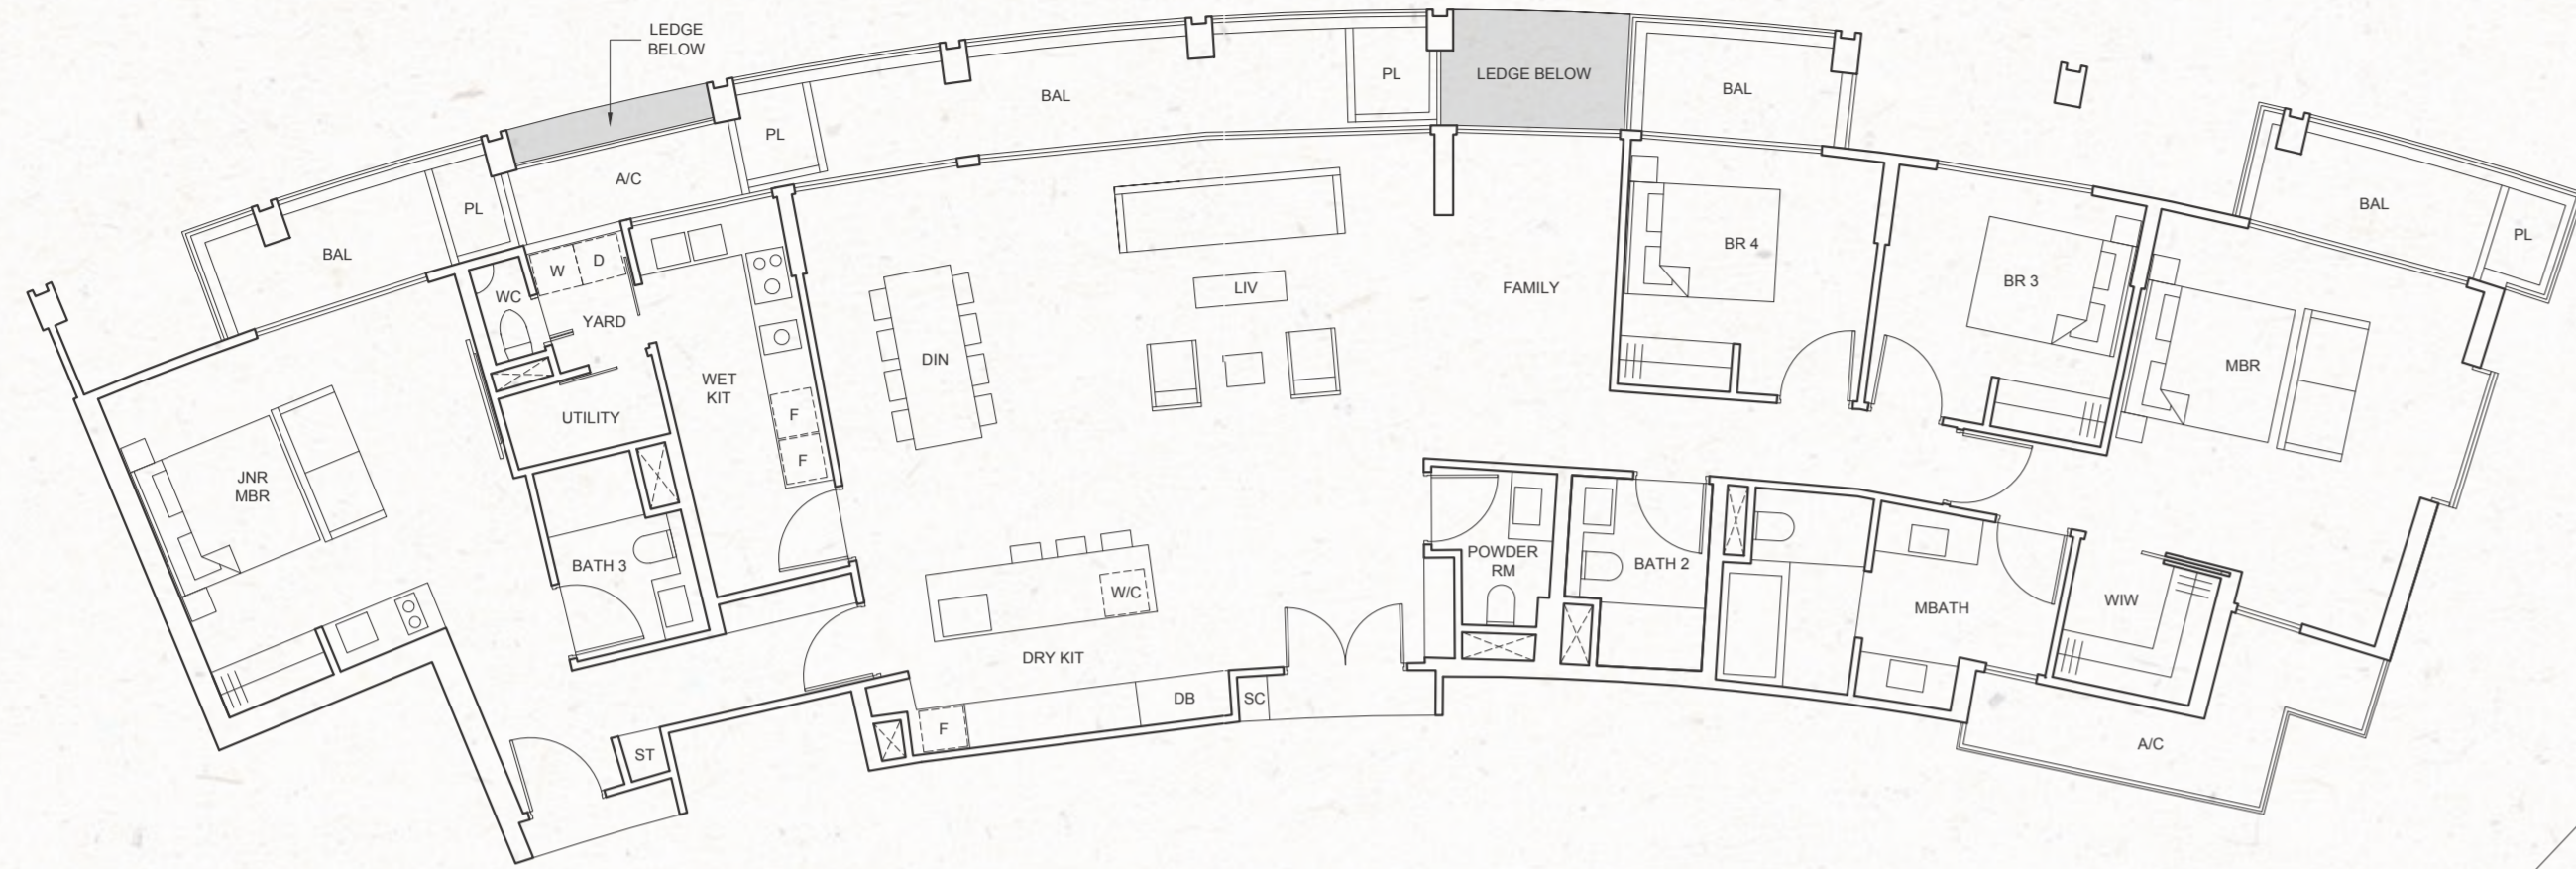 LEDGE
BELOW
LEDGE BELOW
BAL
PL
BAL
PL
A/C
BAL
PL
BAL
PL
BAL
PL
W
D
WC
YARD
BR 4
BR 3
FAMILY
LIV
DIN
MBR
WET
KIT
UTILITY
F
F
JNR
MBR
BATH 3
POWDER
RM
BATH 2
W/C
MBATH
WIW
DRY KIT
DB
SC
F
ST
A/C